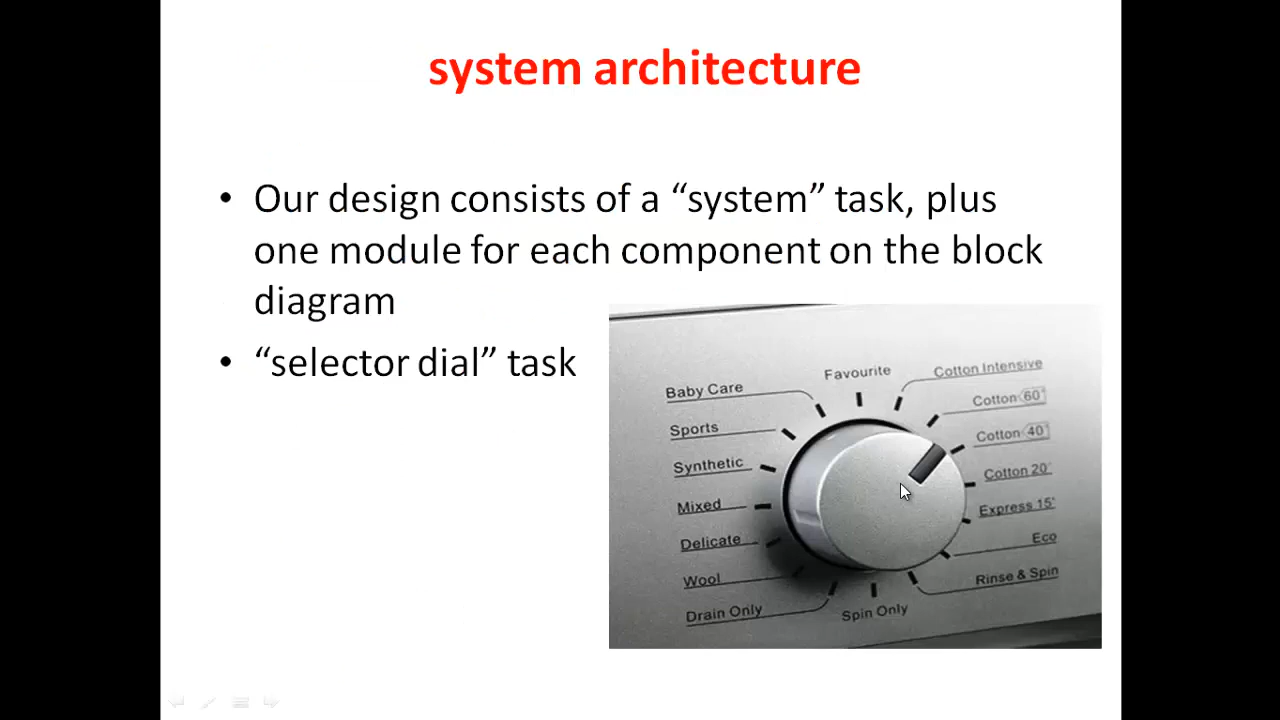 system architecture
• Our design consists of a “system” task, plus
one module for each component on the block
diagram
• “selector dial” task
Favourite
Cotton Intensive
Cotton 60°
Cotton 40°
Cotton 20°
Express 15°
Eco
Rinse & Spin
Spin Only
Drain Only
Wool
Delicate
Mixed
Synthetic
Sports
Baby Care